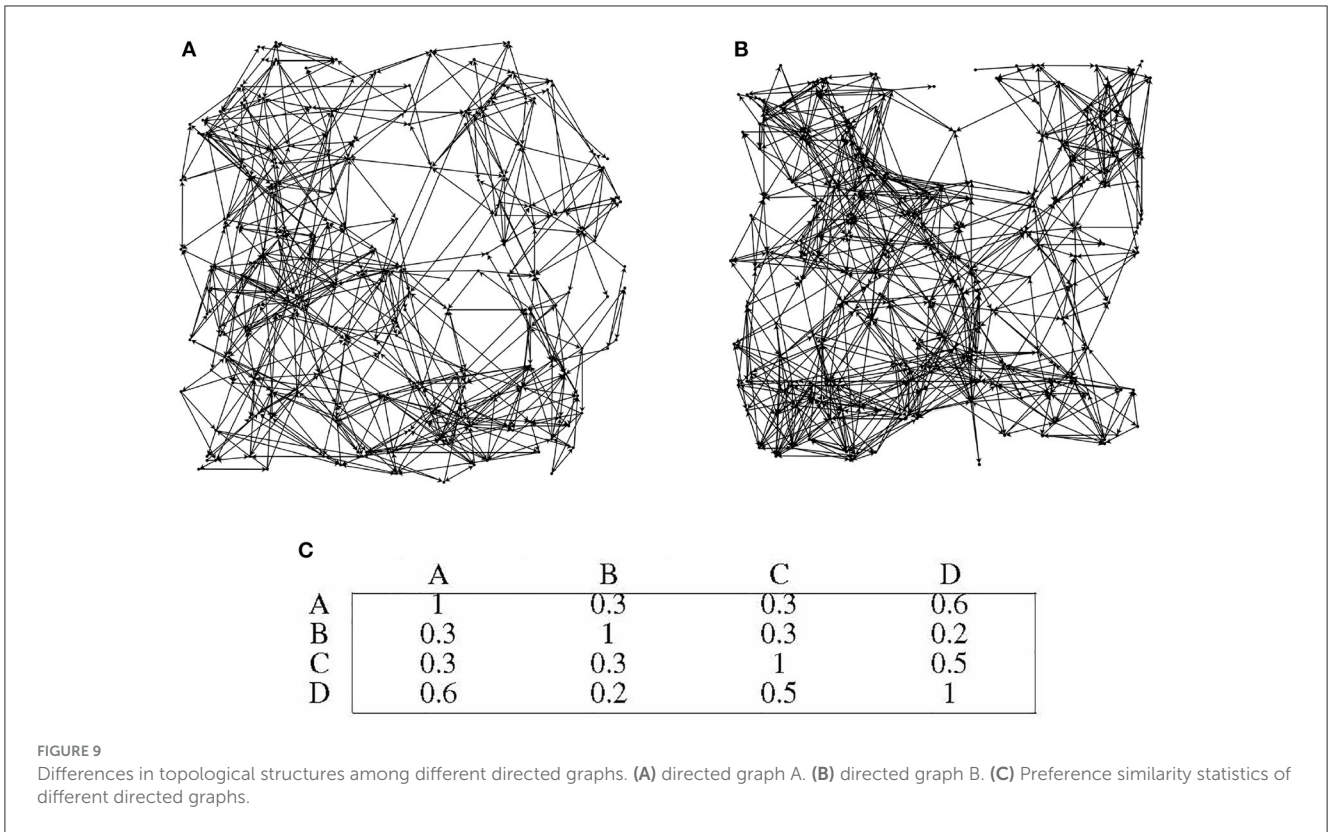 A
B
C
A B C D
A 1 0.3 0.3 0.6
B 0.3 1 0.3 0.2
C 0.3 0.3 1 0.5
D 0.6 0.2 0.5 1
FIGURE 9
Differences in topological structures among different directed graphs. (A) directed graph A. (B) directed graph B. (C) Preference similarity statistics of
different directed graphs.